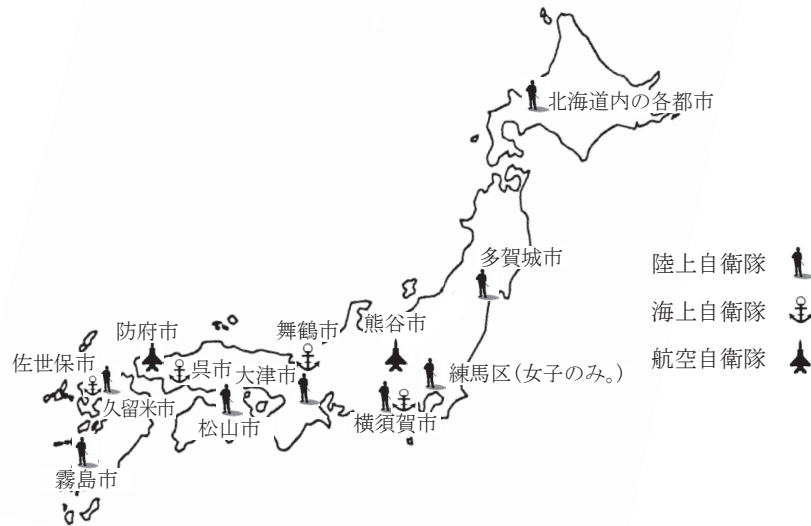 北海道内の各都市
多賀城市
陸上自衛隊
海上自衛隊
航空自衛隊
防府市
舞鶴市
熊谷市
佐世保市
呉市
大津市
練馬区(女子のみ。)
久留米市
松山市
横須賀市
霧島市